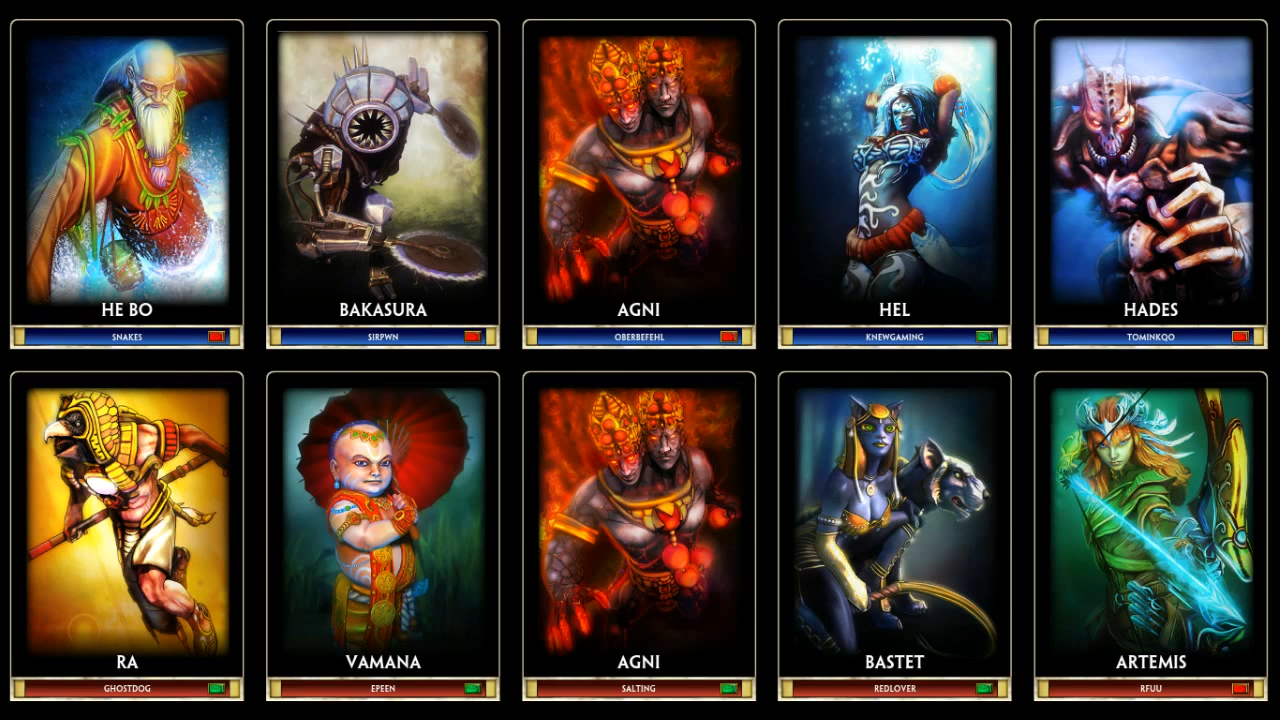 HE BO
SNAKES
BAKASURA
SIRPWN
AGNI
OBERBEFEHL
HEL
KNEWGAMING
HADES
TOMINKQO
RA
GHOSTDOG
VAMANA
EPEEN
AGNI
SALTING
BASTET
REDLOVER
ARTEMIS
RFUU